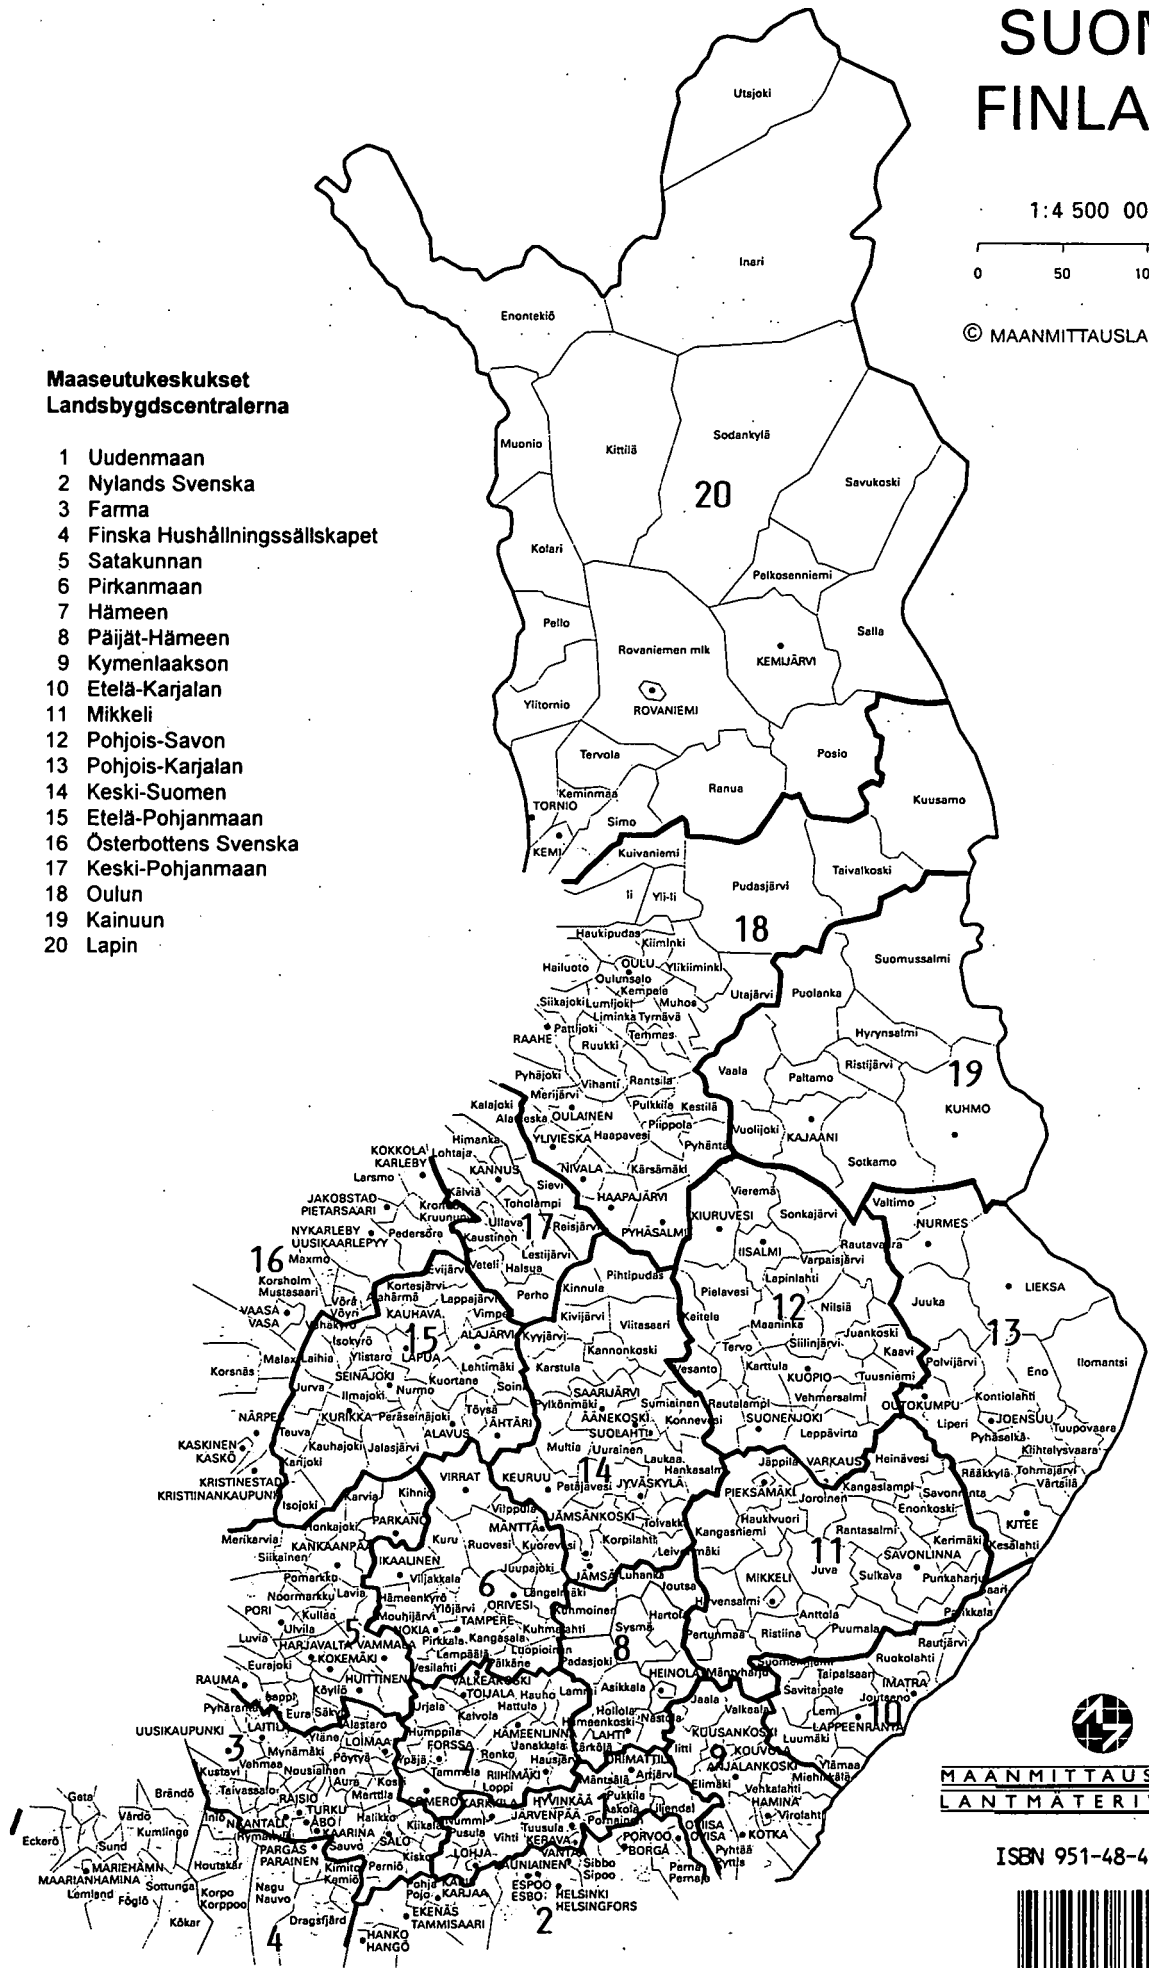 SUOM
FINLA
1:4 500 00
0 50 10
© MAANMITTAUSLA
Maaseutukeskukset
Landsbygdscentralerna
1 Uudenmaan
2 Nylands Svenska
3 Farma
4 Finska Hushållningssällskapet
5 Satakunnan
6 Pirkanmaan
7 Hämeen
8 Päijät-Hämeen
9 Kymenlaakson
10 Etelä-Karjalan
11 Mikkeli
12 Pohjois-Savon
13 Pohjois-Karjalan
14 Keski-Suomen
15 Etelä-Pohjanmaan
16 Österbottens Svenska
17 Keski-Pohjanmaan
18 Oulun
19 Kainuun
20 Lapin
Utsjoki
Inari
Enontekiö
Muonio
Kittilä
Sodankylä
20
Savukoski
Kolari
Pelkosenniemi
Pello
Rovaniemen mlk
KEMIJÄRVI
Salla
Ylitornio
ROVANIEMI
Tervola
Posio
Keminmaa
Ranua
Kuusamo
TORNIO
Simo
KEMI
Kuivaniemi
Taivalkoski
Ii
Yli-Ii
Pudasjärvi
18
Haukipudas
Kiiminki
Suomussalmi
Hailuoto
OULU
Ylikiiminki
Oulunsalo
Kempele
Utajärvi
Puolanka
Siikajoki
Lumijoki
Muhos
Liminka
Tyrnävä
Pattijoki
RAAHE
Ruukki
Temmes
Hyrynsalmi
Vaala
Paltamo
Ristijärvi
19
Pyhäjoki
Vihanti
Rantsila
KUHMO
Merijärvi
Kalajoki
OULAINEN
Pulkkila
Kestilä
Piippola
Vuolijoki
KAJAANI
Himanka
YLIVIESKA
Haapavesi
Pyhäntä
Sotkamo
KOKKOLA
KARLEBY
Lohtaja
KANNUS
NIVALA
Kärsämäki
Larsmo
Sievi
Kälviä
HAAPAJÄRVI
Vieremä
Valtimo
JAKOBSTAD
PIETARSAARI
Toholampi
KIURUVESI
Sonkajärvi
NURMES
Ullava
17
Reisjärvi
PYHÄSALMI
NYKARLEBY
UUSIKAARLEPYY
Pedersöre
Kaustinen
IISALMI
Rautavaara
16
Maxmo
Lestijärvi
Varpaisjärvi
Veteli
Halsua
Korsholm
Mustasaari
Evijärvi
Pihtipudas
Lapinlahti
LIEKSA
Kortesjärvi
Perho
Kinnula
Pielavesi
12
Juuka
VAASA
VASA
Vörå
Vöyri
Lappajärvi
KAUHAVA
Vimpeli
Kivijärvi
Viitasaari
Keitele
Maaninka
Nilsiä
13
Isokyrö
15
ALAJÄRVI
Kyyjärvi
Juankoski
Korsnäs
Malax
Laihia
Ylistaro
LAPUA
Kannonkoski
Tervo
Siilinjärvi
Kaavi
Lehtimäki
Karstula
Vesanto
Karttula
Polvijärvi
Ilomantsi
SEINÄJOKI
Kuortane
Eno
Jurva
Ilmajoki
Nurmo
Soini
SAARIJÄRVI
KUOPIO
Tuusniemi
Pylkönmäki
Sumiainen
Rautalampi
Vehmersalmi
Kontiolahti
NÄRPES
KURIKKA
Peräseinäjoki
Töysä
ÄÄNEKOSKI
Konnevesi
OUTOKUMPU
ÄHTÄRI
SUOLAHTI
SUONENJOKI
Liperi
JOENSUU
Teuva
ALAVUS
Leppävirta
Pyhäselkä
Tuupovaara
KASKINEN
KASKÖ
Kauhajoki
Jalasjärvi
Multia
Uurainen
Kiihtelysvaara
Karijoki
Laukaa
Jäppilä
VARKAUS
Heinävesi
KRISTINESTAD
KRISTIINANKAUPUNKI
VIRRAT
KEURUU
14
Hankasalmi
Rääkkylä
Tohmajärvi
Petäjävesi
JYVÄSKYLÄ
PIEKSÄMÄKI
Kangaslampi
Värtsilä
Isojoki
Karvia
Kihniö
Joroinen
Savonranta
Vilppula
JÄMSÄNKOSKI
Toivakka
Haukivuori
Enonkoski
KITEE
Honkajoki
PARKANO
MÄNTTÄ
Kangasniemi
Rantasalmi
Merikarvia
KANKAANPÄÄ
Kuru
Ruovesi
Kuorevesi
Korpilahti
Leivonmäki
11
Kerimäki
Kesälahti
Siikainen
IKAALINEN
SAVONLINNA
Juupajoki
JÄMSÄ
Luhanka
MIKKELI
Juva
Sulkava
Punkaharju
Pomarkku
Viljakkala
6
Längelmäki
Joutsa
Saari
Noormarkku
Lavia
Hämeenkyrö
ORIVESI
Hirvensalmi
Anttola
Parikkala
PORI
Kullaa
Mouhijärvi
Ylöjärvi
Kuhmoinen
Hartola
Ulvila
TAMPERE
Puumala
5
NOKIA
Sysmä
Pertunmaa
Ristiina
Luvia
HARJAVALTA
VAMMALA
Pirkkala
Kangasala
Kuhmalahti
8
Rautjärvi
KOKEMÄKI
Lempäälä
Luopioinen
Ruokolahti
Eurajoki
Vesilahti
Pälkäne
Padasjoki
HEINOLA
Mäntyharju
Suomenniemi
Taipalsaari
RAUMA
HUITTINEN
VALKEAKOSKI
Asikkala
Savitaipale
IMATRA
Lappi
Köyliö
TOIJALA
Hauho
Lammi
Jaala
Joutseno
Pyhäranta
Eura
Säkylä
Urjala
Hattula
Hollola
Valkeala
Lemi
10
UUSIKAUPUNKI
LAITILA
Alastaro
Kalvola
Hämeenkoski
Nastola
LAPPEENRANTA
3
Yläne
LOIMAA
Humppila
HÄMEENLINNA
LAHTI
KUUSANKOSKI
Luumäki
Mynämäki
Pöytyä
FORSSA
Janakkala
Kärkölä
Iitti
9
KOUVOLA
Kustavi
Vehmaa
Ypäjä
Renko
Hausjärvi
ORIMATTILA
ANJALANKOSKI
Ylämaa
Nousiainen
Tammela
RIIHIMÄKI
Miehikkälä
Taivassalo
Aura
Koski
Loppi
Mäntsälä
Artjärvi
Elimäki
Vehkalahti
Marttila
RAISIO
SOMERO
KARKKILA
HYVINKÄÄ
Pukkila
HAMINA
TURKU
ÅBO
Halikko
Kiikala
Nummi-
Pusula
JÄRVENPÄÄ
1
Askola
Liljendal
Virolahti
NAANTALI
KAARINA
SALO
Vihti
Tuusula
Pornainen
LOVIISA
LOVISA
KOTKA
Rymättylä
Sauvo
LOHJA
KERAVA
PORVOO
BORGÅ
PARGAS
PARAINEN
Kisko
VANTAA
Pyhtää
Pyttis
Kimito
Kemiö
Perniö
KAUNIAINEN
Sibbo
Sipoo
Pernå
Pernaja
Pohja
Pojo
KARJAA
ESPOO
ESBO
HELSINKI
HELSINGFORS
EKENÄS
TAMMISAARI
2
HANKO
HANGÖ
Dragsfjärd
4
Geta
Brändö
Iniö
Vårdö
Kumlinge
Eckerö
Sund
Houtskär
MARIEHAMN
MAARIANHAMINA
Lemland
Föglö
Sottunga
Korpo
Korppoo
Nagu
Nauvo
Kökar
MAANMITTAUS
LANTMÄTERI
ISBN 951-48-4